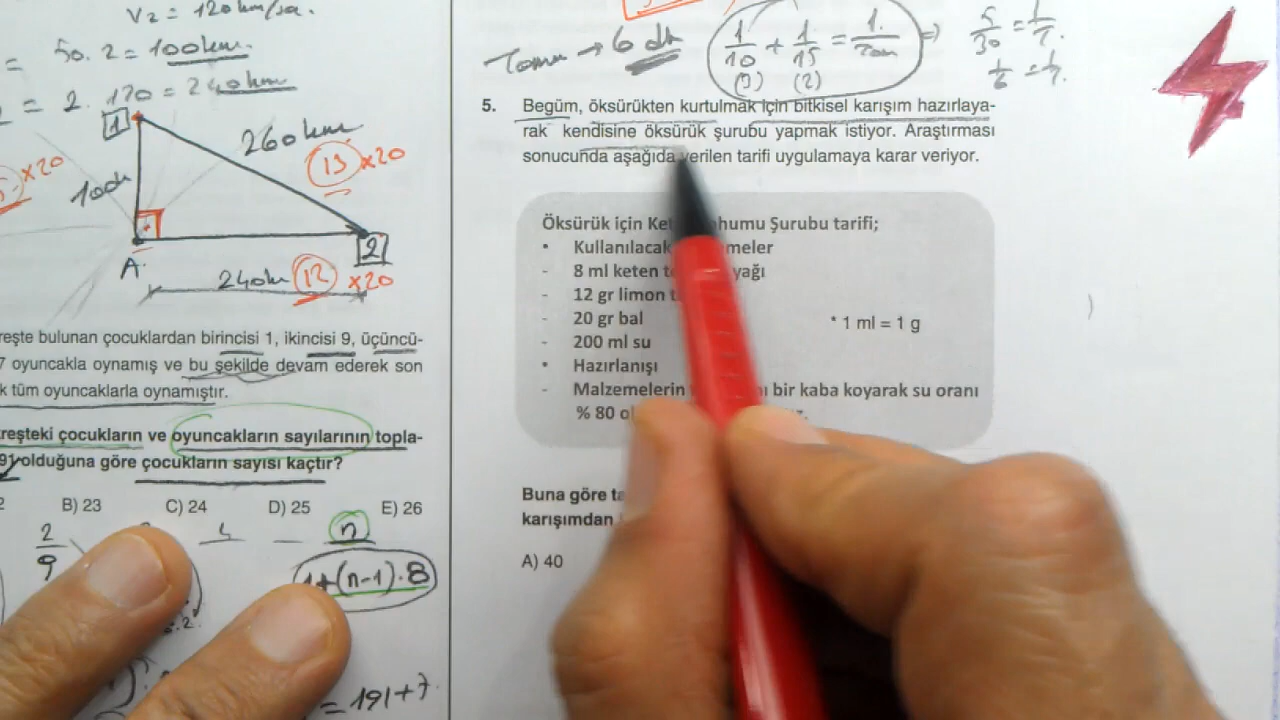 V₂ = 120 km/sa.
= 50. 2 = 100 km.
= 2. 120 = 240 km
1
260 km
13 x20
x20
100
A.
2
240 km 12 x20
reşte bulunan çocuklardan birincisi 1, ikincisi 9, üçüncü-
7 oyuncakla oynamış ve bu şekilde devam ederek son
k tüm oyuncaklarla oynamıştır.
reşteki çocukların ve oyuncakların sayılarının topla-
91 olduğuna göre çocukların sayısı kaçtır?
2 B) 23 C) 24 D) 25 E) 26
2 n
9 (n-1).8
= 191+7
→ 6 dk 1/10 + 1/15 = 1/Tam ⇒ 5/30 = 1/T.
(3) (2) 1/6 = 1/T.
5. Begüm, öksürükten kurtulmak için bitkisel karışım hazırlaya-
rak kendisine öksürük şurubu yapmak istiyor. Araştırması
sonucunda aşağıda verilen tarifi uygulamaya karar veriyor.
Öksürük için Şurubu tarifi;
• Kullanılacak
- 8 ml keten yağı
- 12 gr limon
- 20 gr bal
* 1 ml = 1 g
- 200 ml su
• Hazırlanışı
- Malzemelerin bir kaba koyarak su oranı
% 80
Buna göre
karışımdan
A) 40